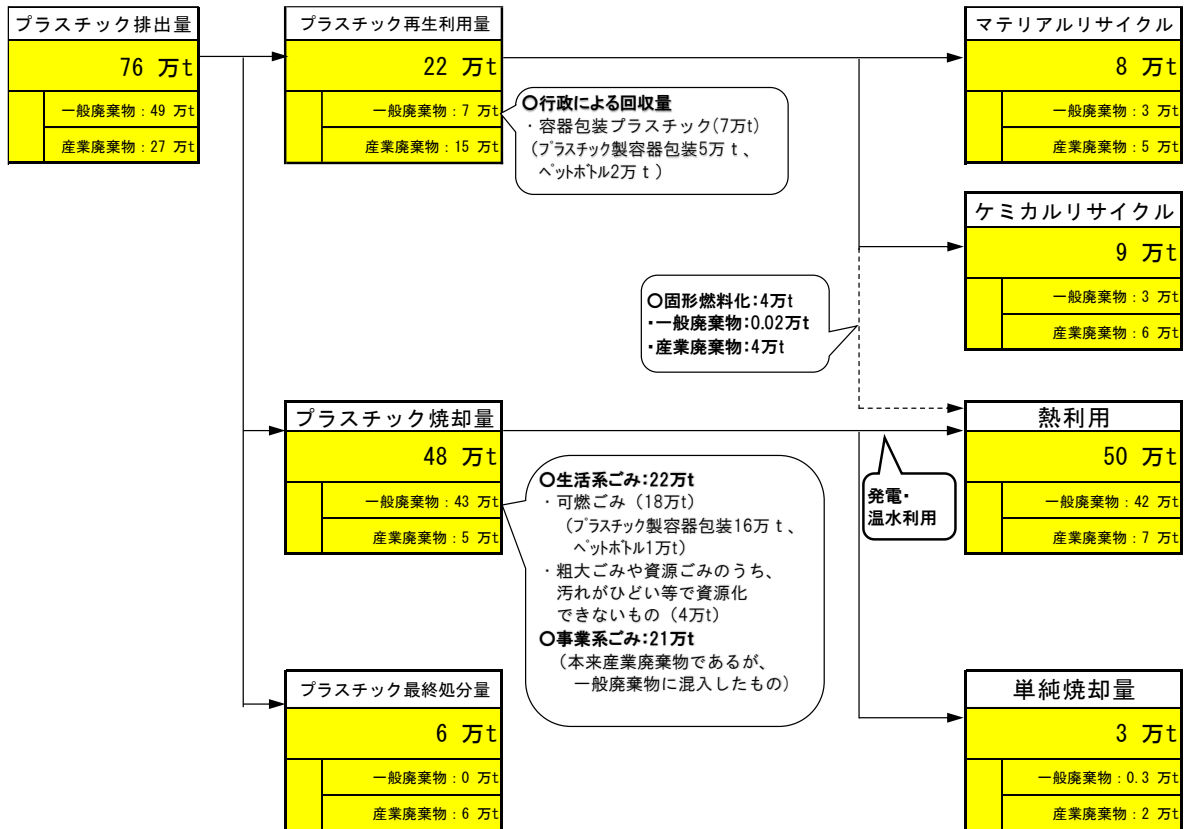 プラスチック排出量
76 万t
一般廃棄物：49 万t
産業廃棄物：27 万t
プラスチック再生利用量
22 万t
一般廃棄物：7 万t
産業廃棄物：15 万t
〇行政による回収量
・容器包装プラスチック(7万t)
(プラスチック製容器包装5万ｔ、
ペットボトル2万ｔ)
マテリアルリサイクル
8 万t
一般廃棄物：3 万t
産業廃棄物：5 万t
ケミカルリサイクル
9 万t
一般廃棄物：3 万t
産業廃棄物：6 万t
〇固形燃料化：4万t
・一般廃棄物：0.02万t
・産業廃棄物：4万t
プラスチック焼却量
48 万t
一般廃棄物：43 万t
産業廃棄物：5 万t
〇生活系ごみ：22万t
・可燃ごみ（18万t）
（プラスチック製容器包装16万ｔ、
ペットボトル1万t）
・粗大ごみや資源ごみのうち、
汚れがひどい等で資源化
できないもの（4万t）
〇事業系ごみ：21万t
（本来産業廃棄物であるが、
一般廃棄物に混入したもの）
発電・
温水利用
熱利用
50 万t
一般廃棄物：42 万t
産業廃棄物：7 万t
プラスチック最終処分量
6 万t
一般廃棄物：0 万t
産業廃棄物：6 万t
単純焼却量
3 万t
一般廃棄物：0.3 万t
産業廃棄物：2 万t